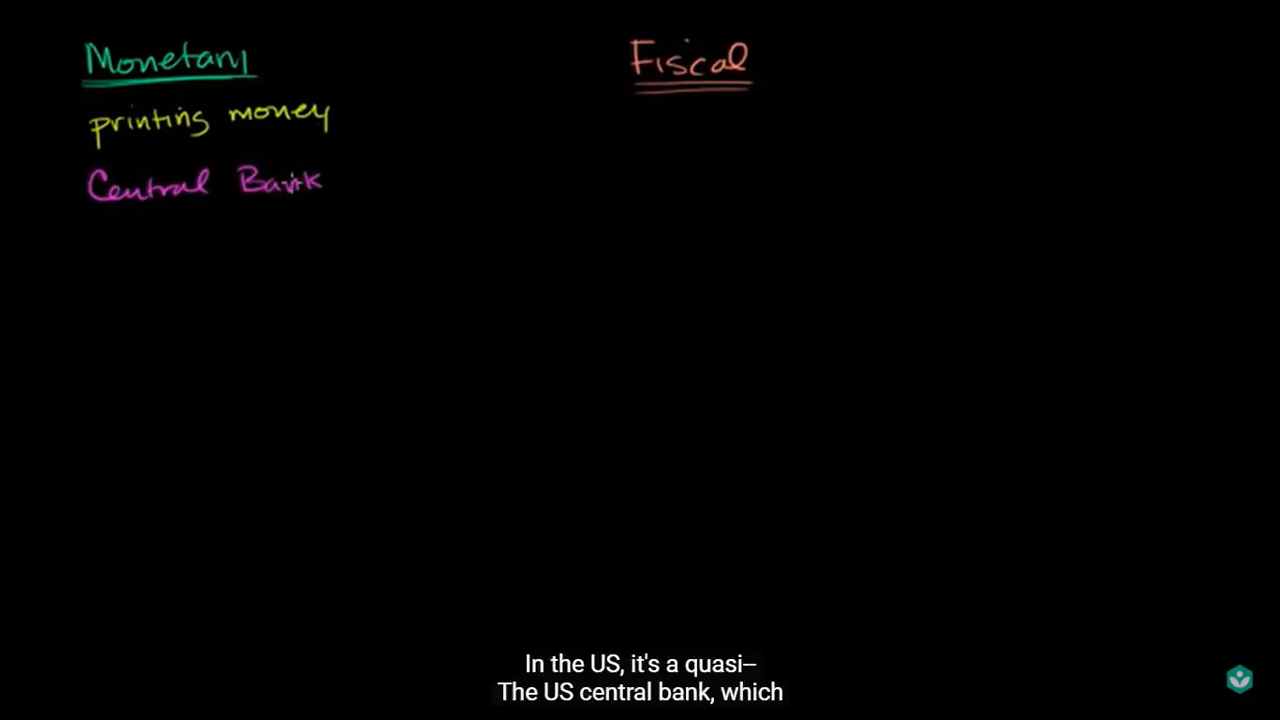 Monetary
Fiscal
printing money
Central Bank
In the US, it's a quasi--
The US central bank, which